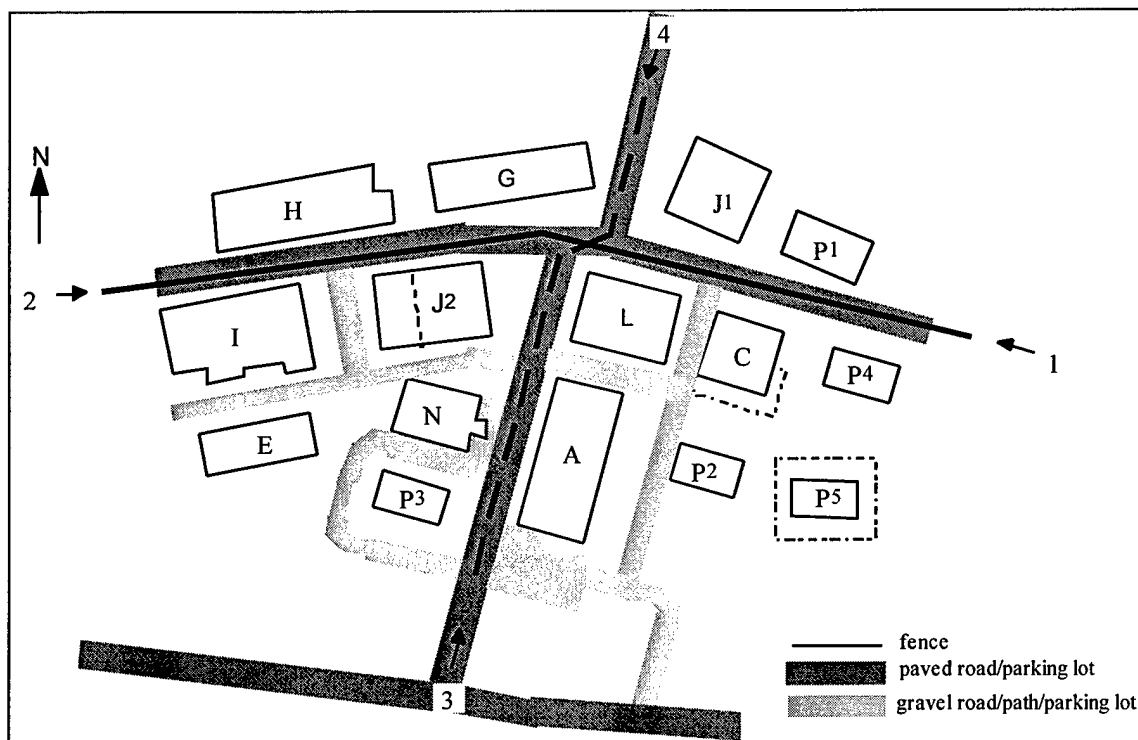 4
N
G
H
J1
P1
2
J2
L
I
C
1
P4
N
E
A
P2
P3
P5
fence
paved road/parking lot
3
gravel road/path/parking lot